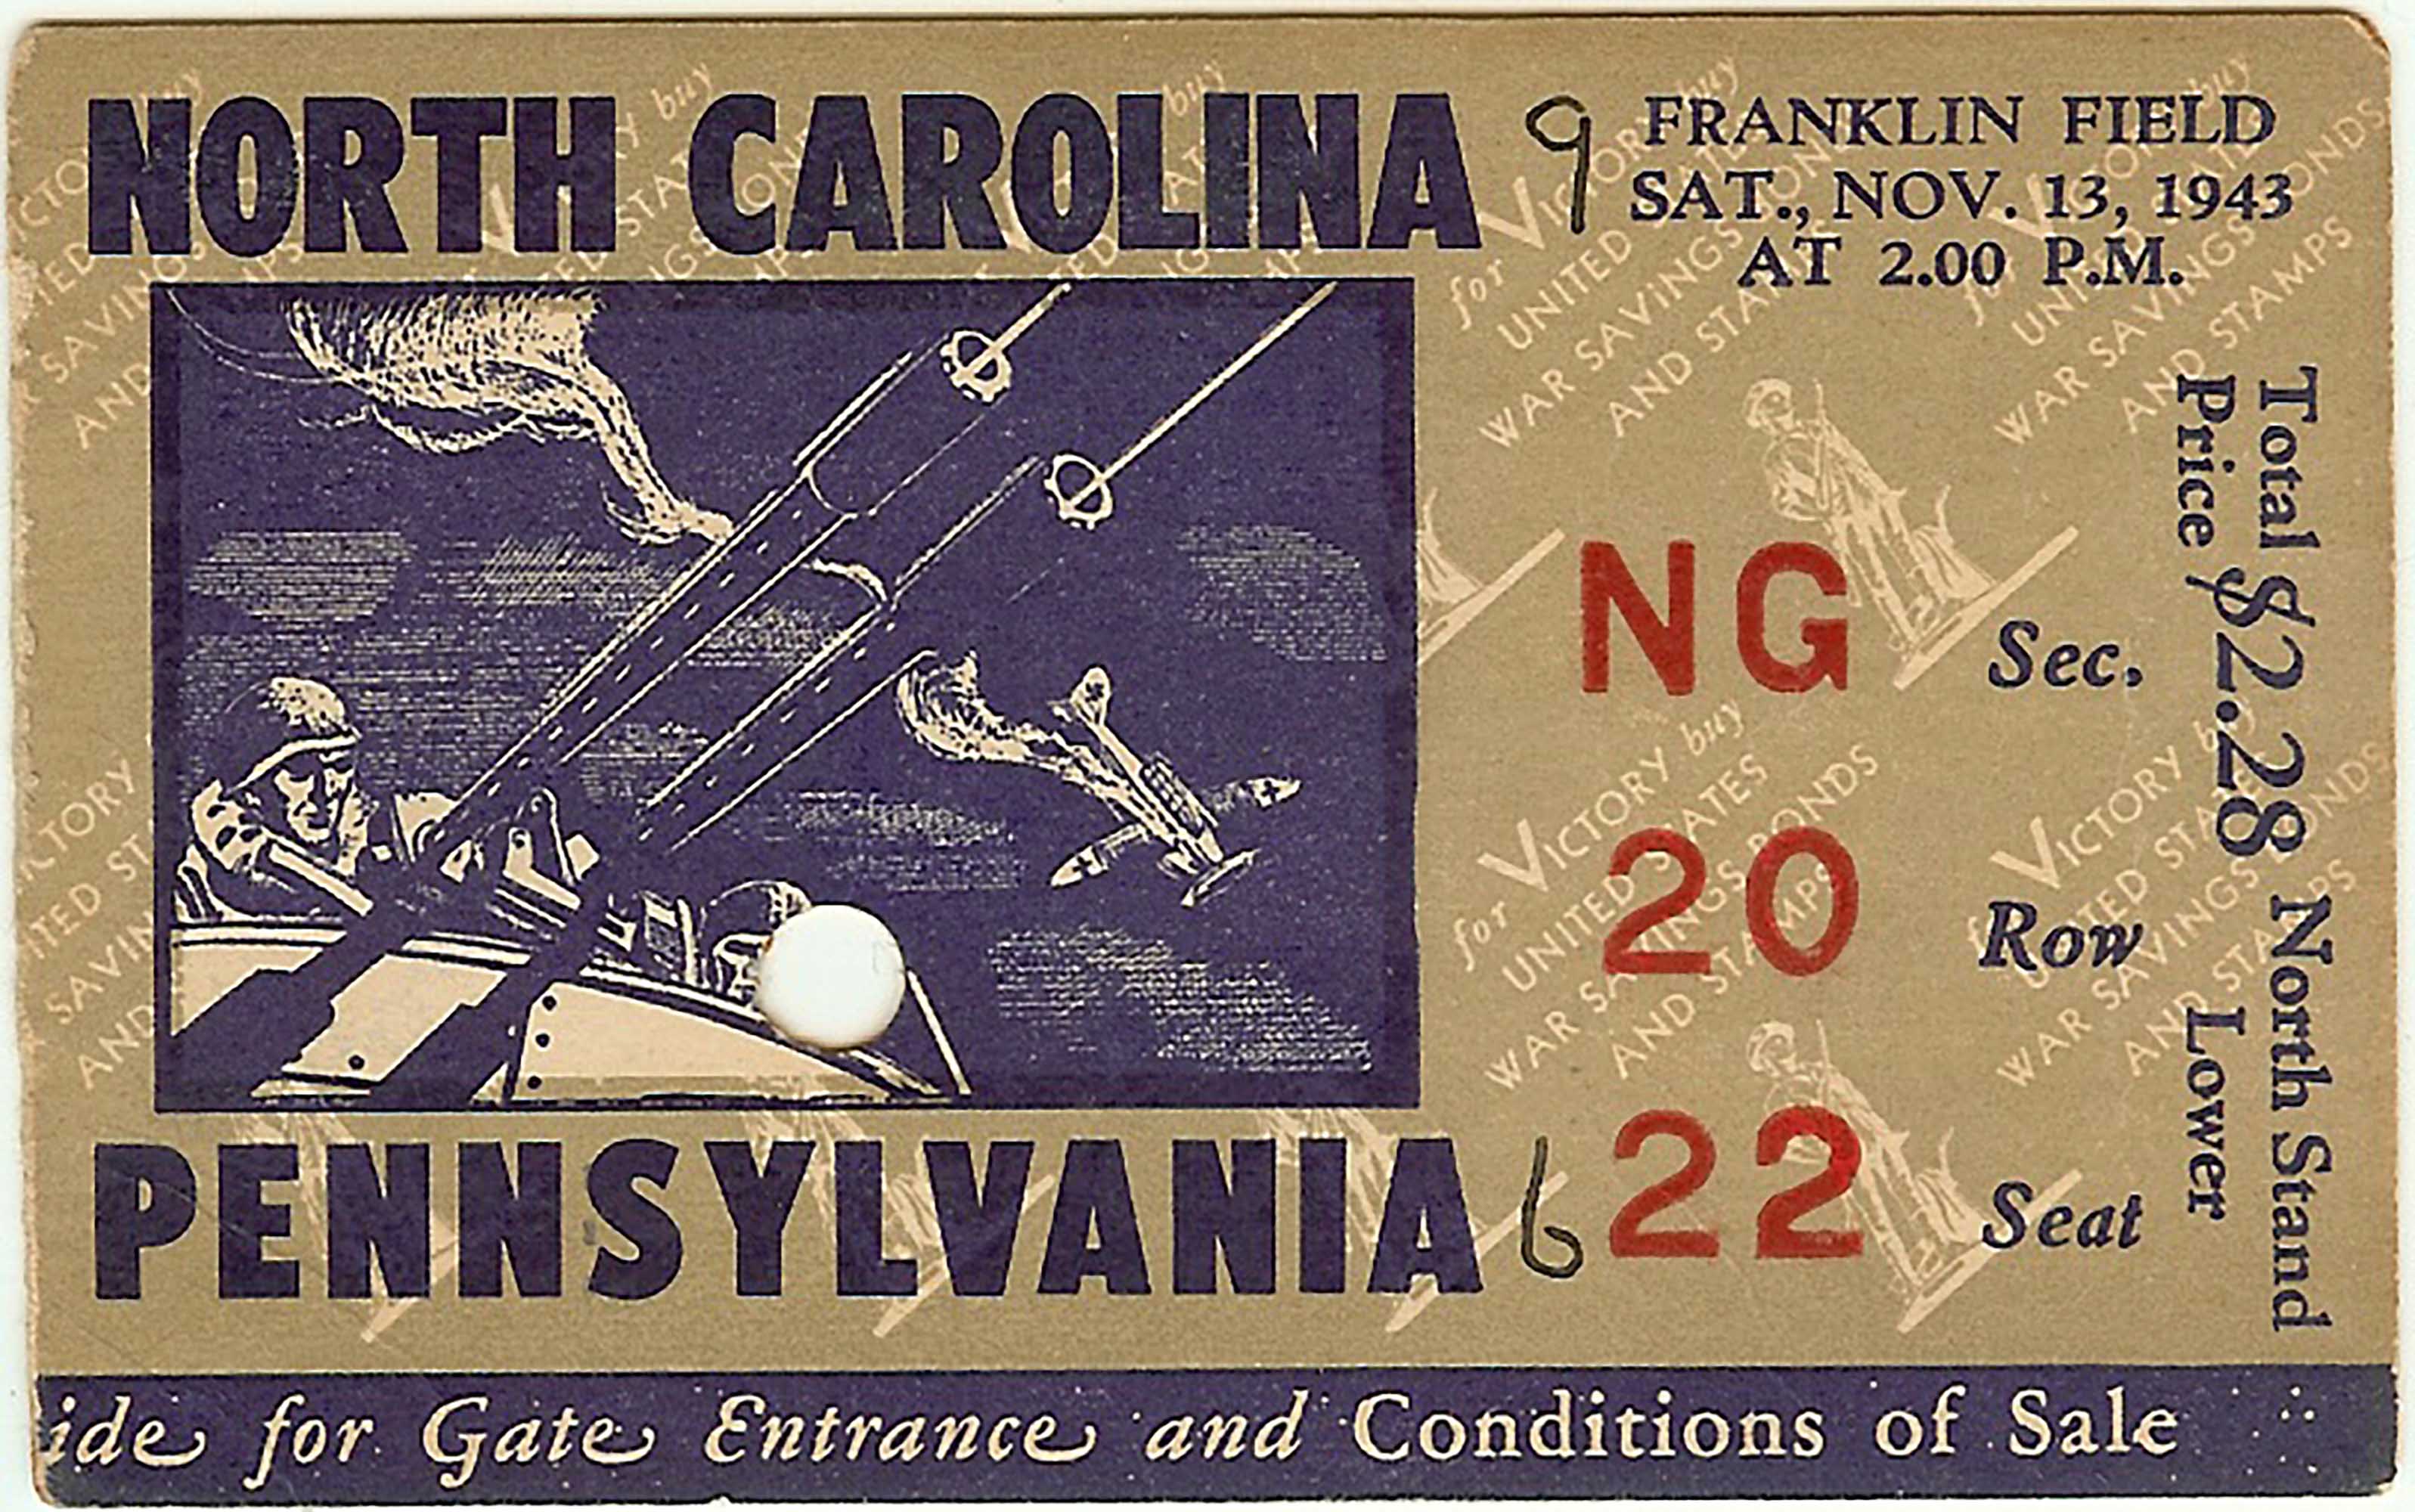 NORTH CAROLINA 9
FRANKLIN FIELD
SAT., NOV. 13, 1943
AT 2.00 P.M.
NG Sec.
20 Row
22 Seat
Total Price $2.28 North Stand Lower
PENNSYLVANIA 6
for VICTORY buy
UNITED STATES
WAR SAVINGS BONDS
AND STAMPS
ide for Gate Entrance and Conditions of Sale